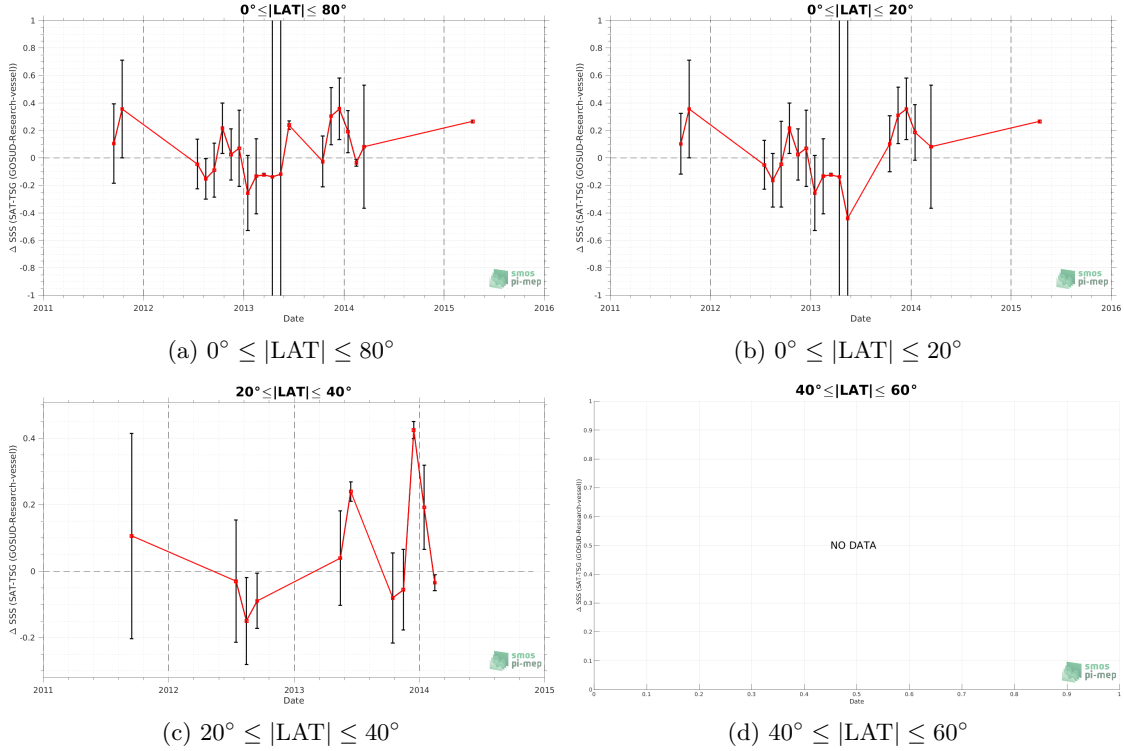 0°≤|LAT|≤ 80°
Δ SSS (SAT-TSG (GOSUD-Research-vessel))
1
0.8
0.6
0.4
0.2
0
-0.2
-0.4
-0.6
-0.8
-1
2011 2012 2013 2014 2015 2016
Date
smos
pi-mep
(a) 0° ≤ |LAT| ≤ 80°
0°≤|LAT|≤ 20°
Δ SSS (SAT-TSG (GOSUD-Research-vessel))
1
0.8
0.6
0.4
0.2
0
-0.2
-0.4
-0.6
-0.8
-1
2011 2012 2013 2014 2015 2016
Date
smos
pi-mep
(b) 0° ≤ |LAT| ≤ 20°
20°≤|LAT|≤ 40°
Δ SSS (SAT-TSG (GOSUD-Research-vessel))
0.4
0.2
0
-0.2
2011 2012 2013 2014 2015
Date
smos
pi-mep
(c) 20° ≤ |LAT| ≤ 40°
40°≤|LAT|≤ 60°
Δ SSS (SAT-TSG (GOSUD-Research-vessel))
1
0.9
0.8
0.7
0.6
0.5
0.4
0.3
0.2
0.1
0
NO DATA
0 0.1 0.2 0.3 0.4 0.5 0.6 0.7 0.8 0.9 1
Date
smos
pi-mep
(d) 40° ≤ |LAT| ≤ 60°